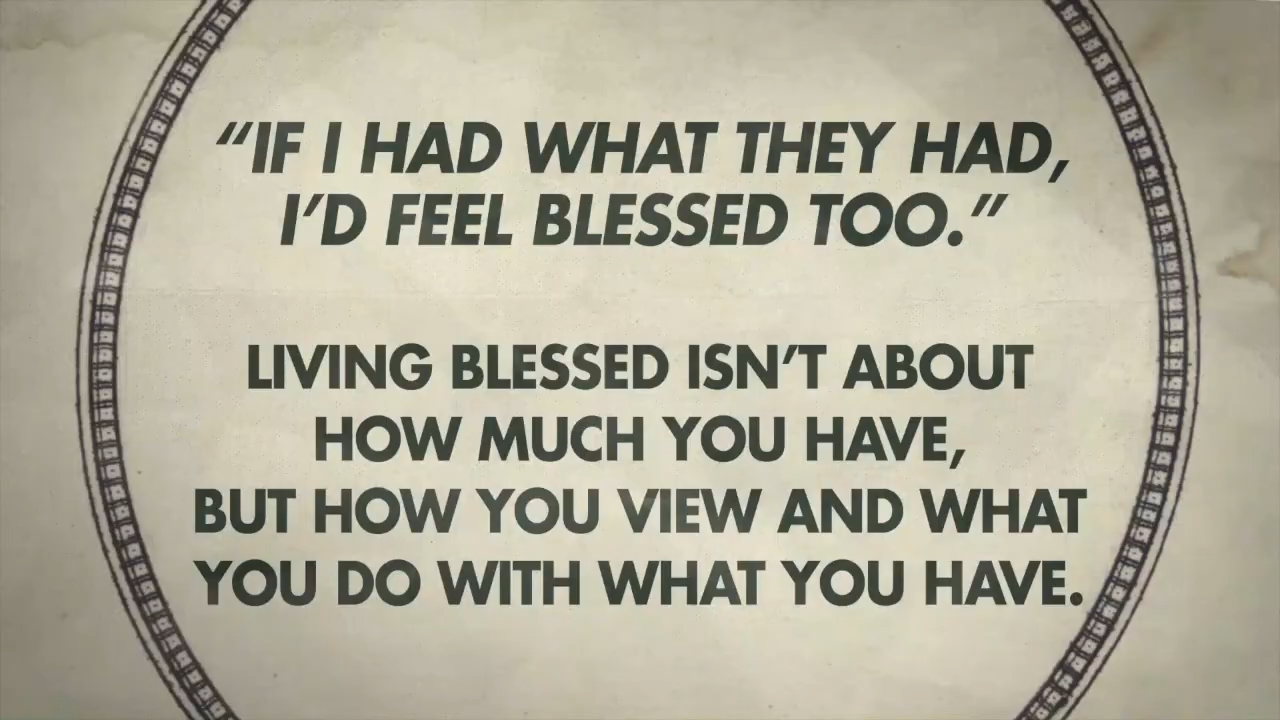 “IF I HAD WHAT THEY HAD,
I’D FEEL BLESSED TOO.”
LIVING BLESSED ISN’T ABOUT
HOW MUCH YOU HAVE,
BUT HOW YOU VIEW AND WHAT
YOU DO WITH WHAT YOU HAVE.